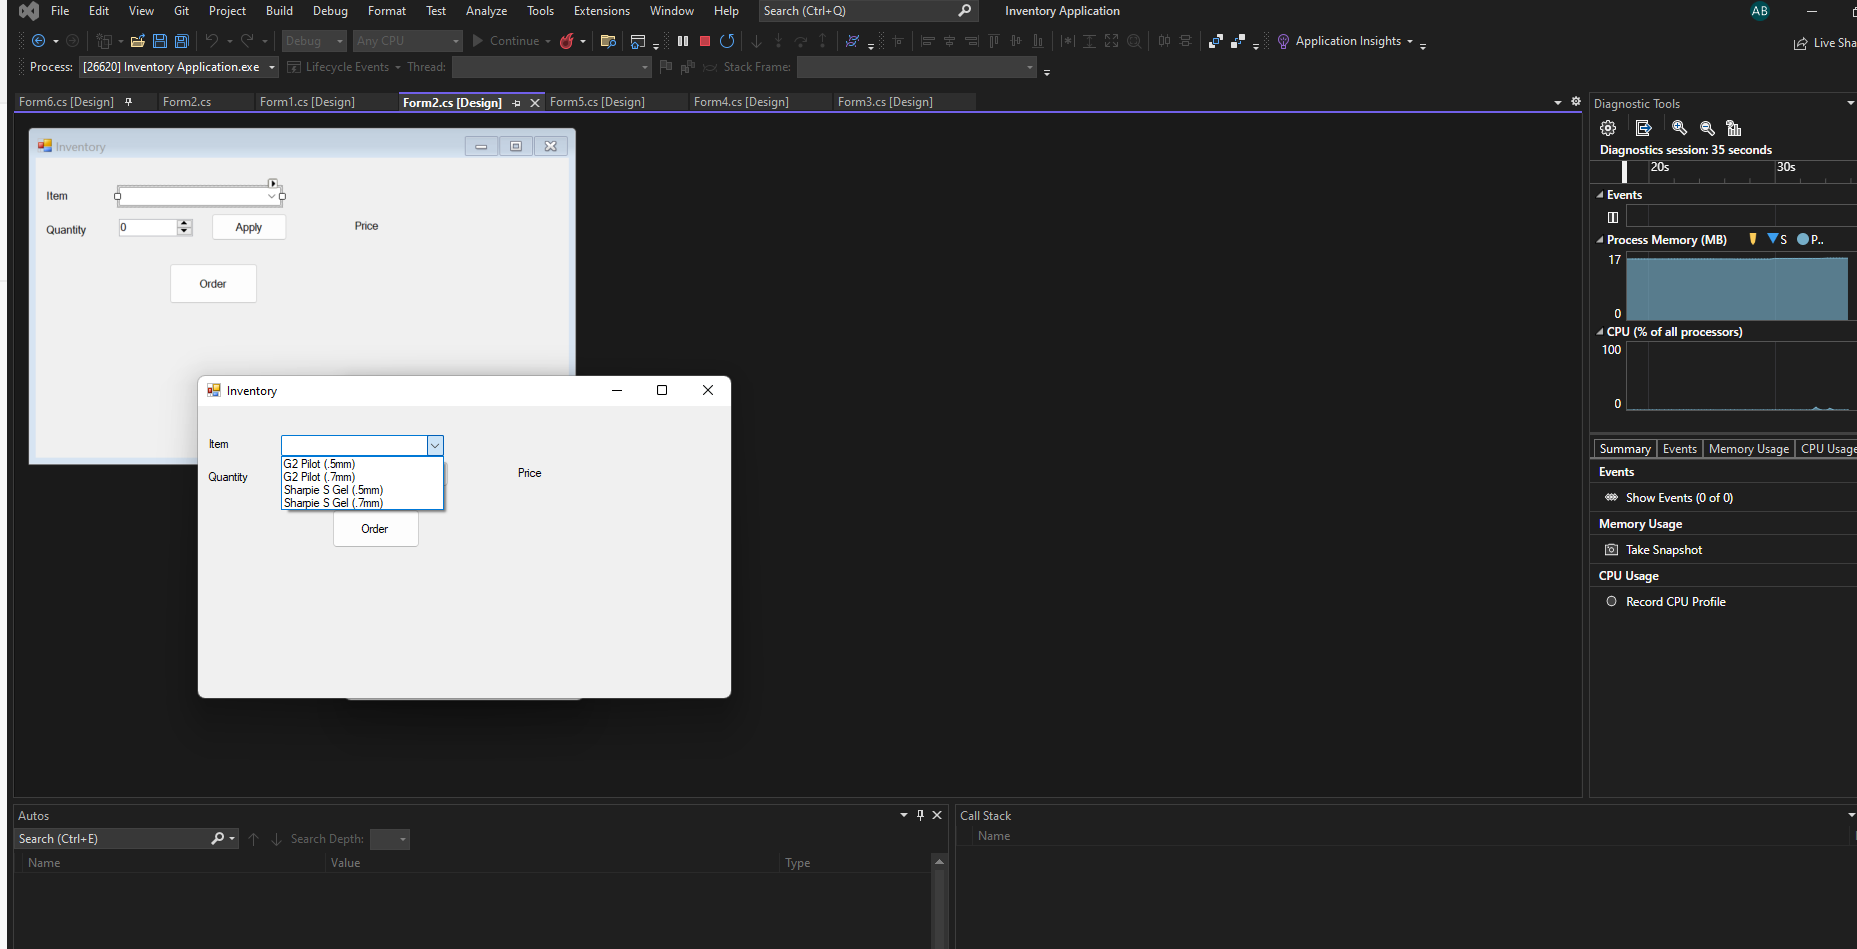 File Edit View Git Project Build Debug Format Test Analyze Tools Extensions Window Help Search (Ctrl+Q) Inventory Application AB
Debug Any CPU Continue Application Insights Live Sha
Process: [26620] Inventory Application.exe Lifecycle Events Thread: Stack Frame:
Form6.cs [Design] Form2.cs Form1.cs [Design] Form2.cs [Design] Form5.cs [Design] Form4.cs [Design] Form3.cs [Design]
Inventory
Item
Quantity 0 Apply Price
Order
Inventory
Item
G2 Pilot (.5mm)
G2 Pilot (.7mm)
Sharpie S Gel (.5mm)
Sharpie S Gel (.7mm)
Quantity
Price
Order
Diagnostic Tools
Diagnostics session: 35 seconds
20s 30s
Events
Process Memory (MB) S P..
17
0
CPU (% of all processors)
100
0
Summary Events Memory Usage CPU Usage
Events
Show Events (0 of 0)
Memory Usage
Take Snapshot
CPU Usage
Record CPU Profile
Autos
Search (Ctrl+E) Search Depth:
Name Value Type
Call Stack
Name